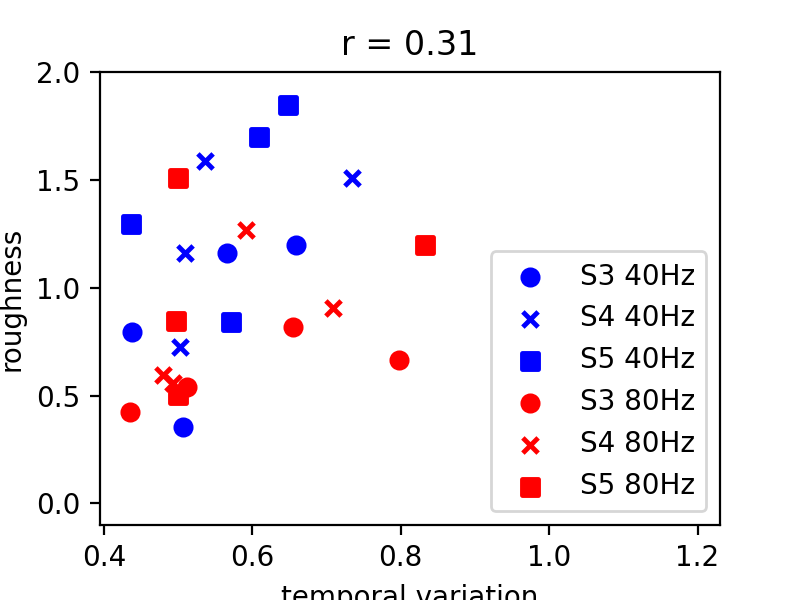 r = 0.31
2.0
1.5
1.0
0.5
0.0
roughness
S3 40Hz
S4 40Hz
S5 40Hz
S3 80Hz
S4 80Hz
S5 80Hz
0.4 0.6 0.8 1.0 1.2
temporal variation